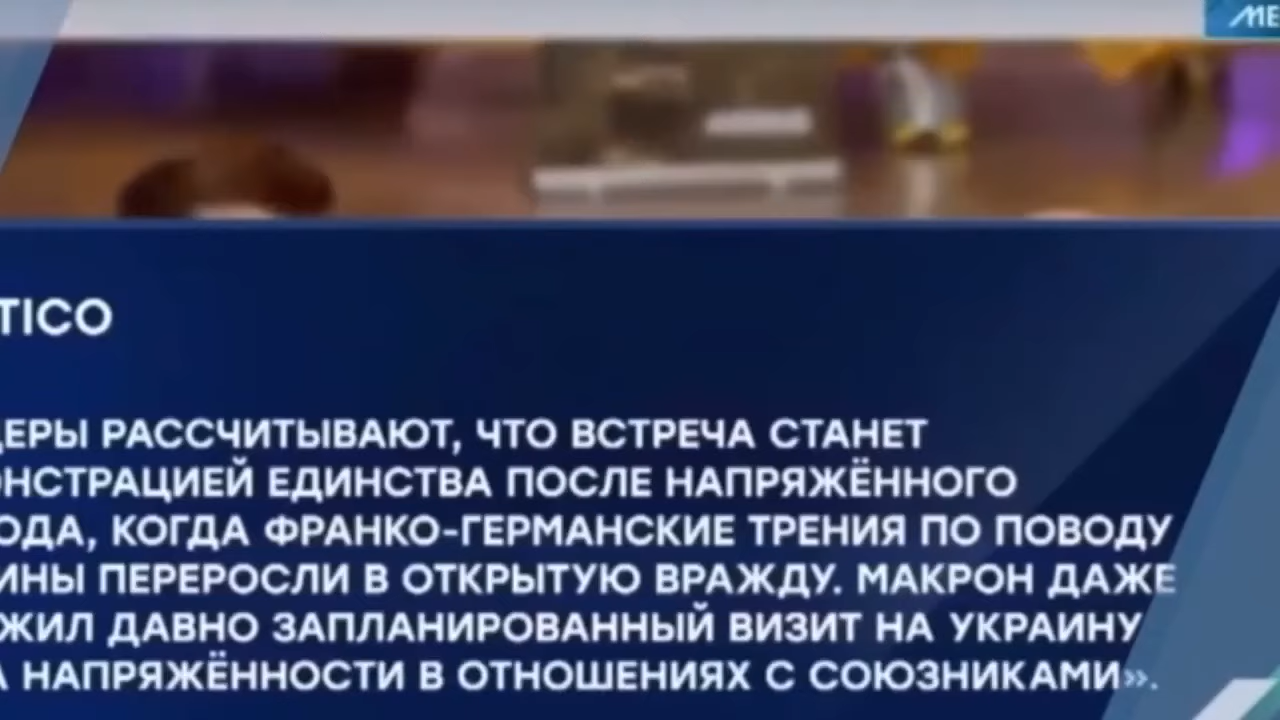 МЕ
TICO
ДЕРЫ РАССЧИТЫВАЮТ, ЧТО ВСТРЕЧА СТАНЕТ
ОНСТРАЦИЕЙ ЕДИНСТВА ПОСЛЕ НАПРЯЖЁННОГО
ОДА, КОГДА ФРАНКО-ГЕРМАНСКИЕ ТРЕНИЯ ПО ПОВОДУ
ИНЫ ПЕРЕРОСЛИ В ОТКРЫТУЮ ВРАЖДУ. МАКРОН ДАЖЕ
ЖИЛ ДАВНО ЗАПЛАНИРОВАННЫЙ ВИЗИТ НА УКРАИНУ
А НАПРЯЖЁННОСТИ В ОТНОШЕНИЯХ С СОЮЗНИКАМИ».